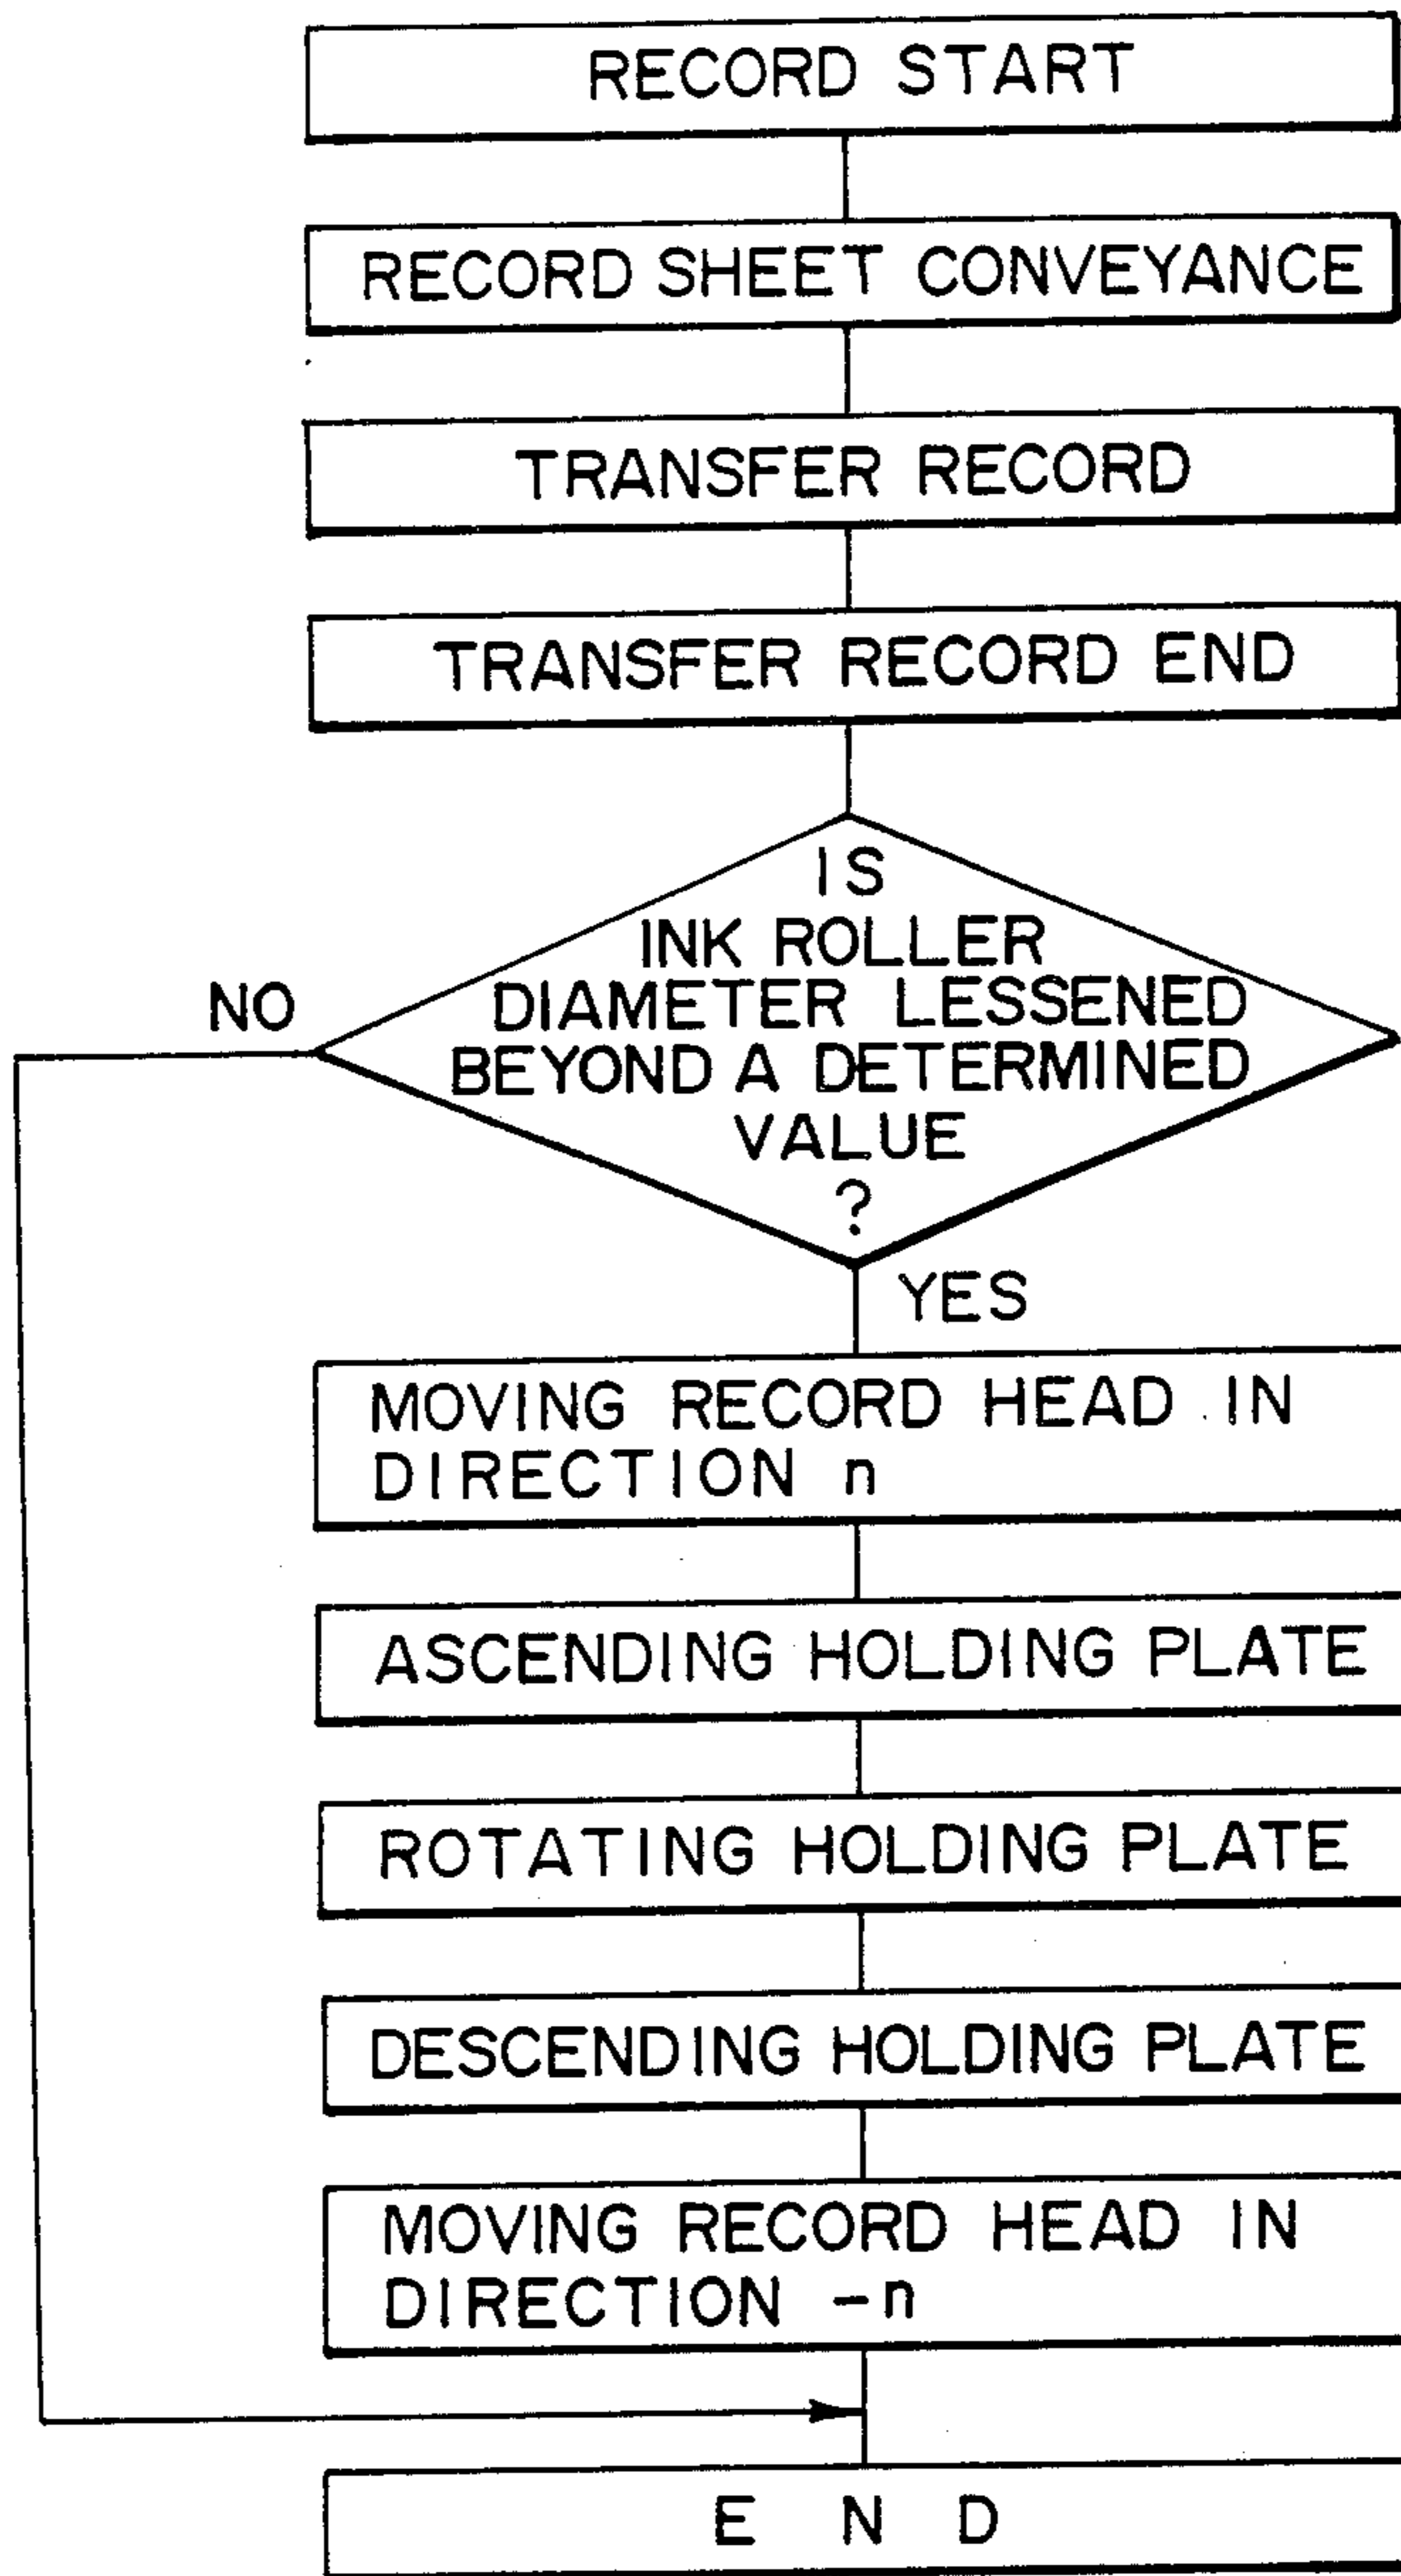 RECORD START
RECORD SHEET CONVEYANCE
TRANSFER RECORD
TRANSFER RECORD END
IS
INK ROLLER
DIAMETER LESSENED
BEYOND A DETERMINED
VALUE
?
NO
YES
MOVING RECORD HEAD IN
DIRECTION n
ASCENDING HOLDING PLATE
ROTATING HOLDING PLATE
DESCENDING HOLDING PLATE
MOVING RECORD HEAD IN
DIRECTION -n
END